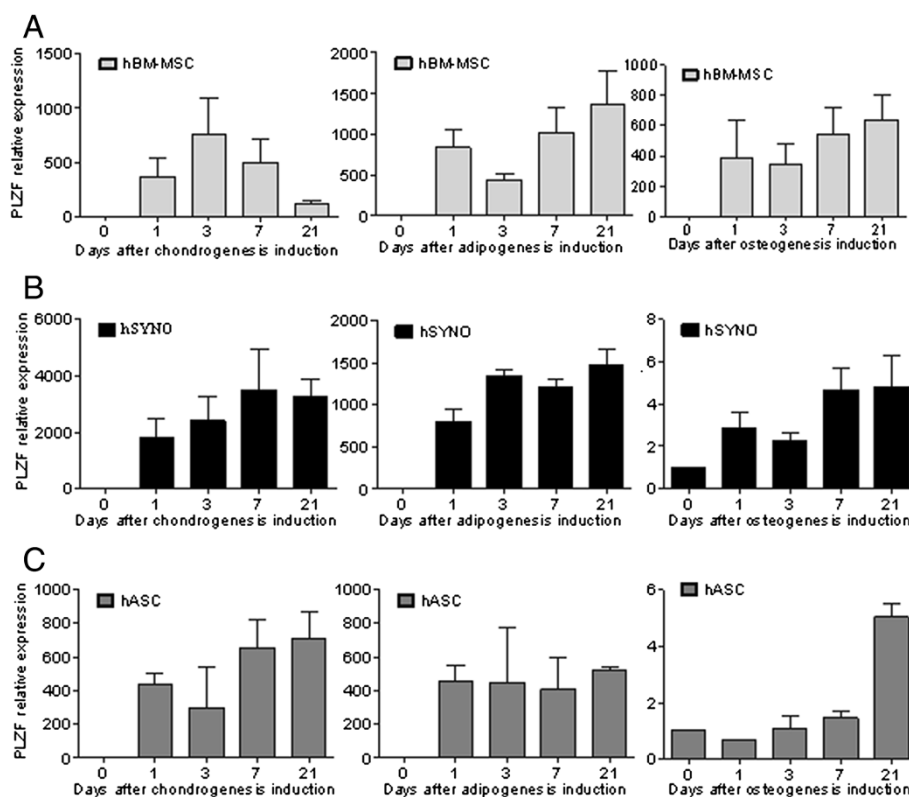 A
PLZF relative expression
1500
1000
500
0
hBM-MSC
0 1 3 7 21
Days after chondrogenesis induction
2000
1500
1000
500
0
hBM-MSC
0 1 3 7 21
Days after adipogenesis induction
1000
800
600
400
200
0
hBM-MSC
0 1 3 7 21
Days after osteogenesis induction
B
PLZF relative expression
6000
4000
2000
0
hSYNO
0 1 3 7 21
Days after chondrogenesis induction
2000
1500
1000
500
0
hSYNO
0 1 3 7 21
Days after adipogenesis induction
8
6
4
2
0
hSYNO
0 1 3 7 21
Days after osteogenesis induction
C
PLZF relative expression
1000
800
600
400
200
0
hASC
0 1 3 7 21
Days after chondrogenesis induction
1000
800
600
400
200
0
hASC
0 1 3 7 21
Days after adipogenesis induction
6
4
2
0
hASC
0 1 3 7 21
Days after osteogenesis induction